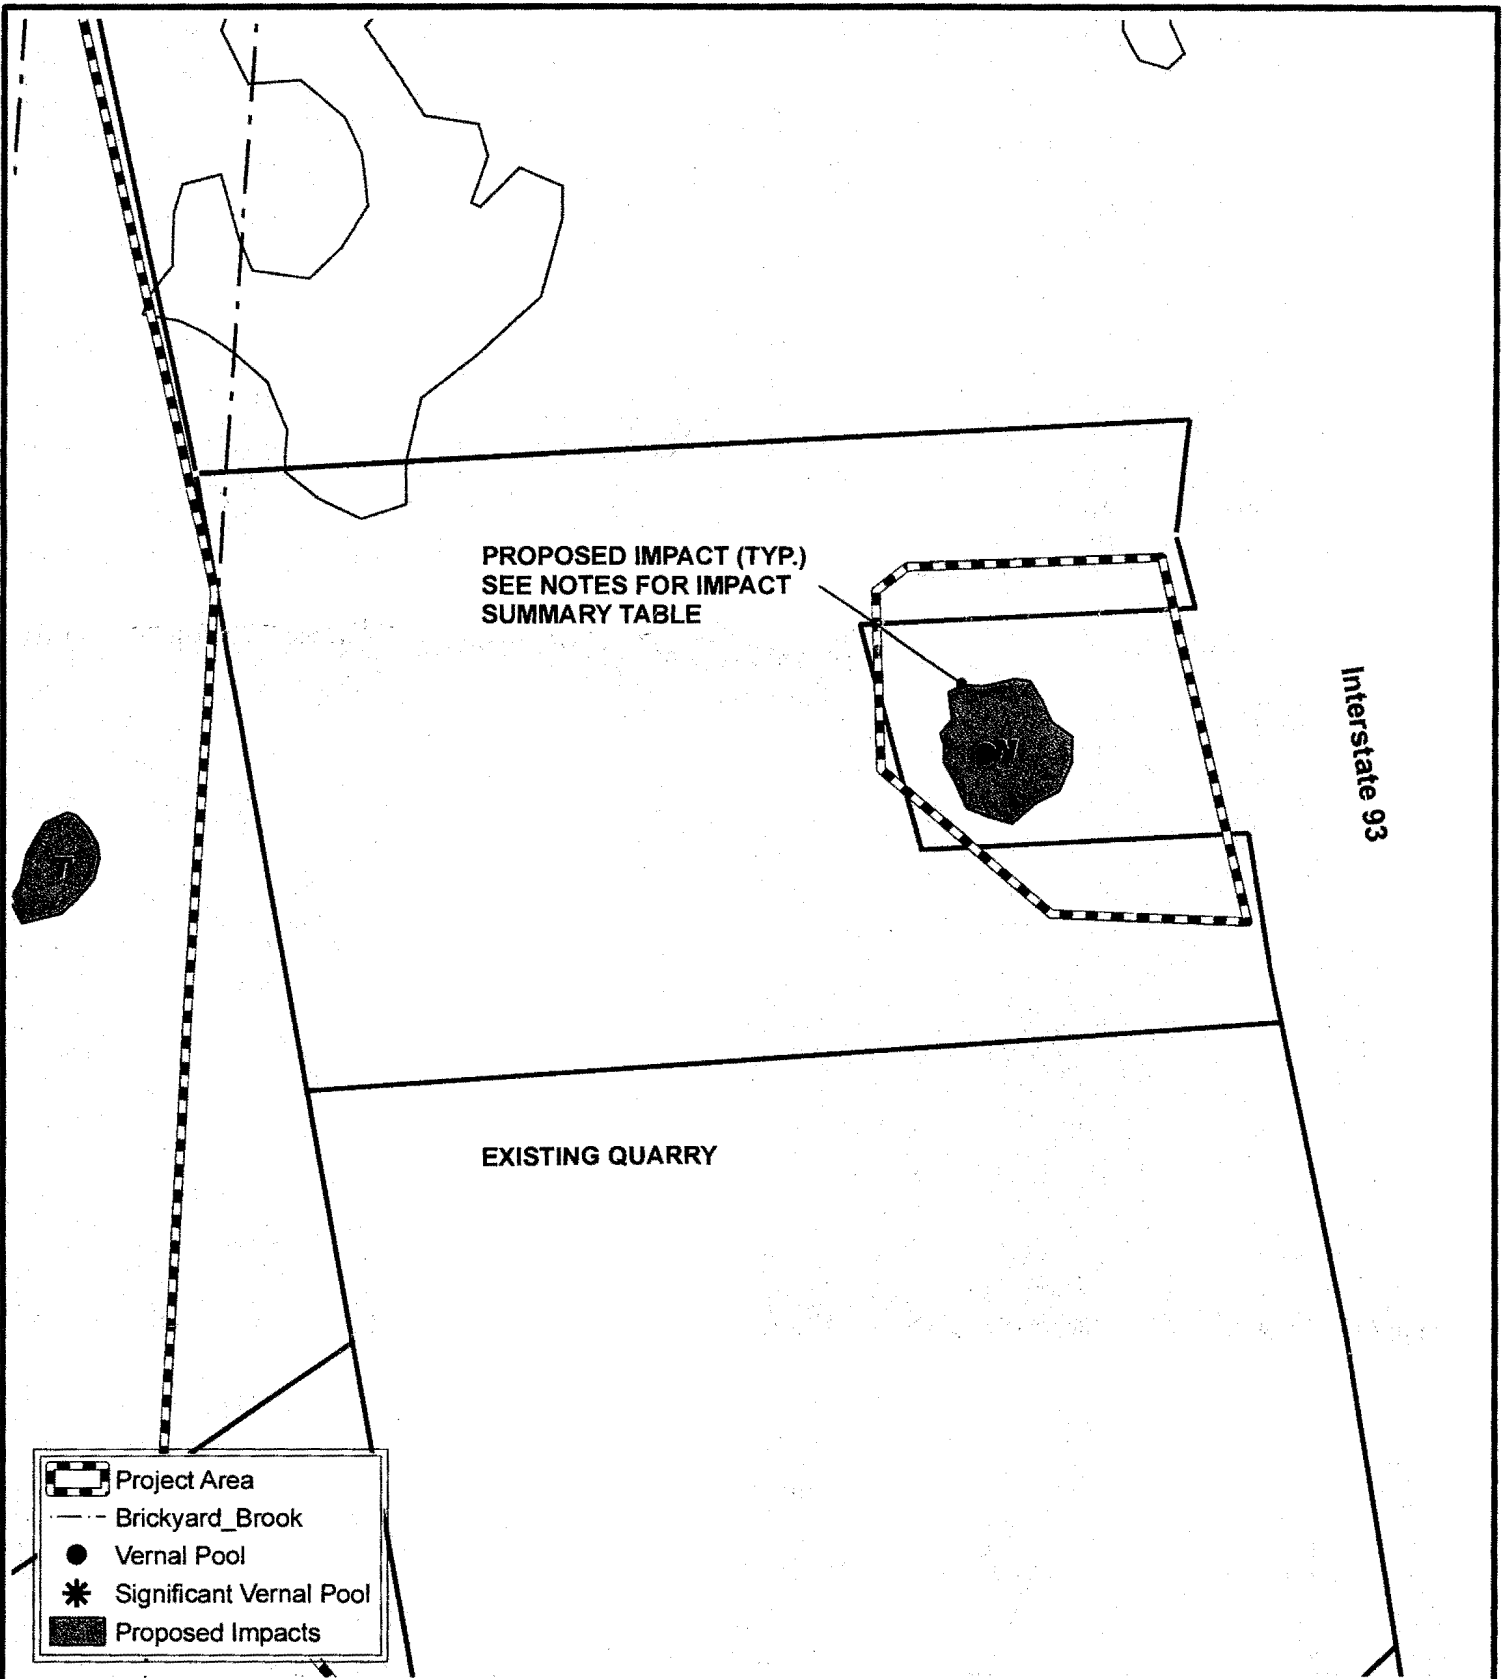 PROPOSED IMPACT (TYP.)
SEE NOTES FOR IMPACT
SUMMARY TABLE
Interstate 93
EXISTING QUARRY
Project Area
Brickyard_Brook
Vernal Pool
Significant Vernal Pool
Proposed Impacts